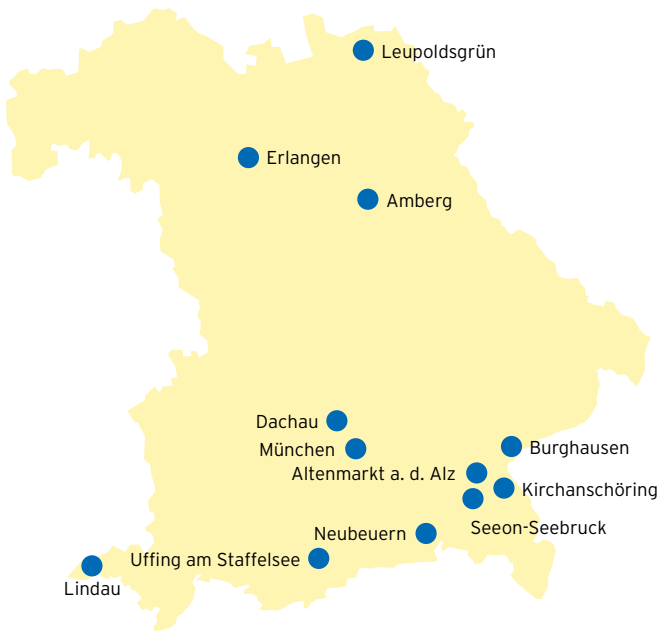 Leupoldsgrün
Erlangen
Amberg
Dachau
München
Burghausen
Altenmarkt a. d. Alz
Kirchanschöring
Seeon-Seebruck
Neubeuern
Uffing am Staffelsee
Lindau